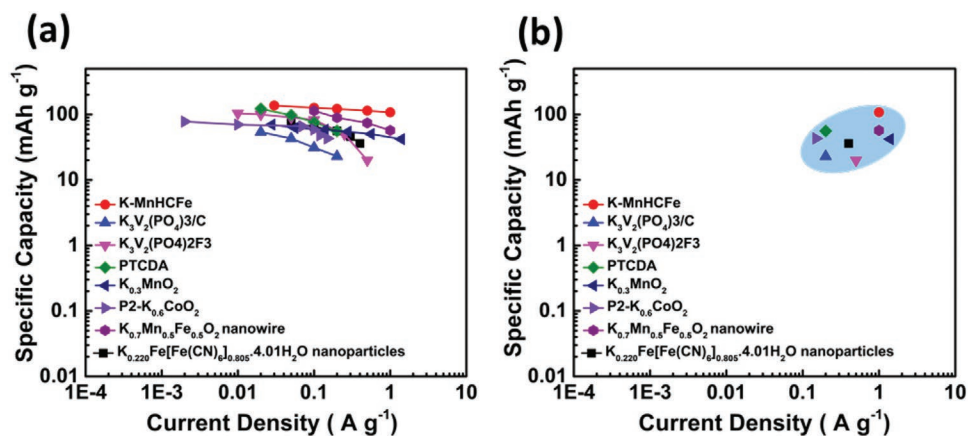 (a)
Specific Capacity (mAh g⁻¹)
100
10
1
0.1
0.01
K-MnHCFe
K₃V₂(PO₄)3/C
K₃V₂(PO4)2F3
PTCDA
K₀.₃MnO₂
P2-K₀.₆CoO₂
K₀.₇Mn₀.₅Fe₀.₅O₂ nanowire
K₀.₂₂₀Fe[Fe(CN)₆]₀.₈₀₅.4.01H₂O nanoparticles
1E-4 1E-3 0.01 0.1 1 10
Current Density ( A g⁻¹)
(b)
Specific Capacity (mAh g⁻¹)
100
10
1
0.1
0.01
K-MnHCFe
K₃V₂(PO₄)3/C
K₃V₂(PO4)2F3
PTCDA
K₀.₃MnO₂
P2-K₀.₆CoO₂
K₀.₇Mn₀.₅Fe₀.₅O₂ nanowire
K₀.₂₂₀Fe[Fe(CN)₆]₀.₈₀₅.4.01H₂O nanoparticles
1E-4 1E-3 0.01 0.1 1 10
Current Density ( A g⁻¹)